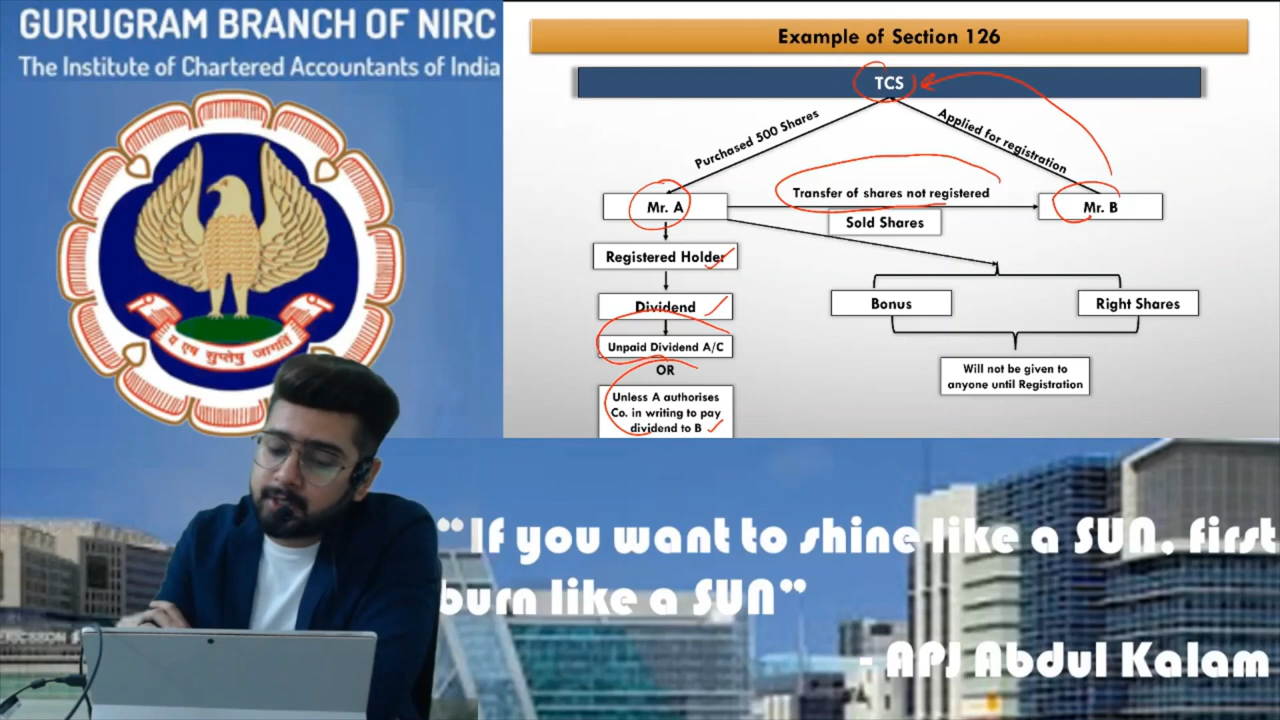 GURUGRAM BRANCH OF NIRC
The Institute of Chartered Accountants of India
य एष सुप्तेषु जागर्ति
Example of Section 126
TCS
Purchased 500 Shares
Applied for registration
Transfer of shares not registered
Mr. A
Mr. B
Sold Shares
Registered Holder
Dividend
Bonus
Right Shares
Unpaid Dividend A/C
OR
Will not be given to
anyone until Registration
Unless A authorises
Co. in writing to pay
dividend to B
"If you want to shine like a SUN, first
burn like a SUN"
- APJ Abdul Kalam